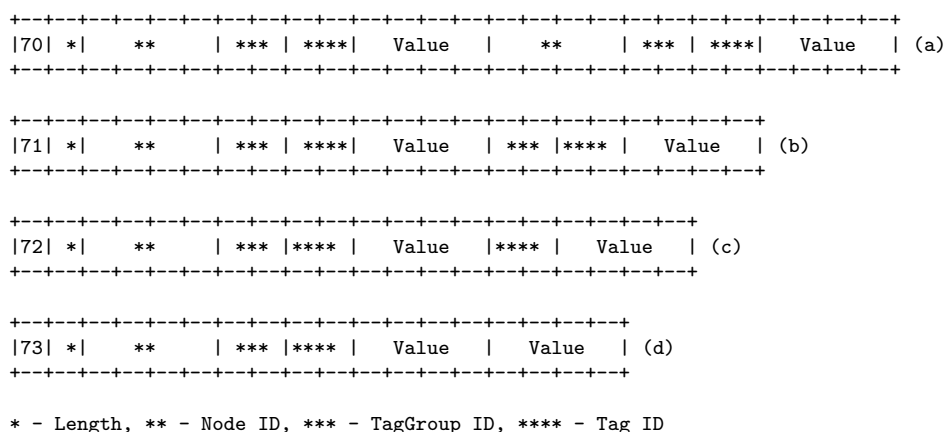 +--+--+--+--+--+--+--+--+--+--+--+--+--+--+--+--+--+--+--+--+--+--+--+--+--+--+
|70| *|    **     | *** | ****|   Value   |    **     | *** | ****|   Value   | (a)
+--+--+--+--+--+--+--+--+--+--+--+--+--+--+--+--+--+--+--+--+--+--+--+--+--+--+
+--+--+--+--+--+--+--+--+--+--+--+--+--+--+--+--+--+--+--+--+--+--+
|71| *|    **     | *** | ****|   Value   | *** |**** |   Value   | (b)
+--+--+--+--+--+--+--+--+--+--+--+--+--+--+--+--+--+--+--+--+--+--+
+--+--+--+--+--+--+--+--+--+--+--+--+--+--+--+--+--+--+--+--+
|72| *|    **     | *** |**** |   Value   |**** |   Value   | (c)
+--+--+--+--+--+--+--+--+--+--+--+--+--+--+--+--+--+--+--+--+
+--+--+--+--+--+--+--+--+--+--+--+--+--+--+--+--+--+--+
|73| *|    **     | *** |**** |   Value   |   Value   | (d)
+--+--+--+--+--+--+--+--+--+--+--+--+--+--+--+--+--+--+
* - Length, ** - Node ID, *** - TagGroup ID, **** - Tag ID